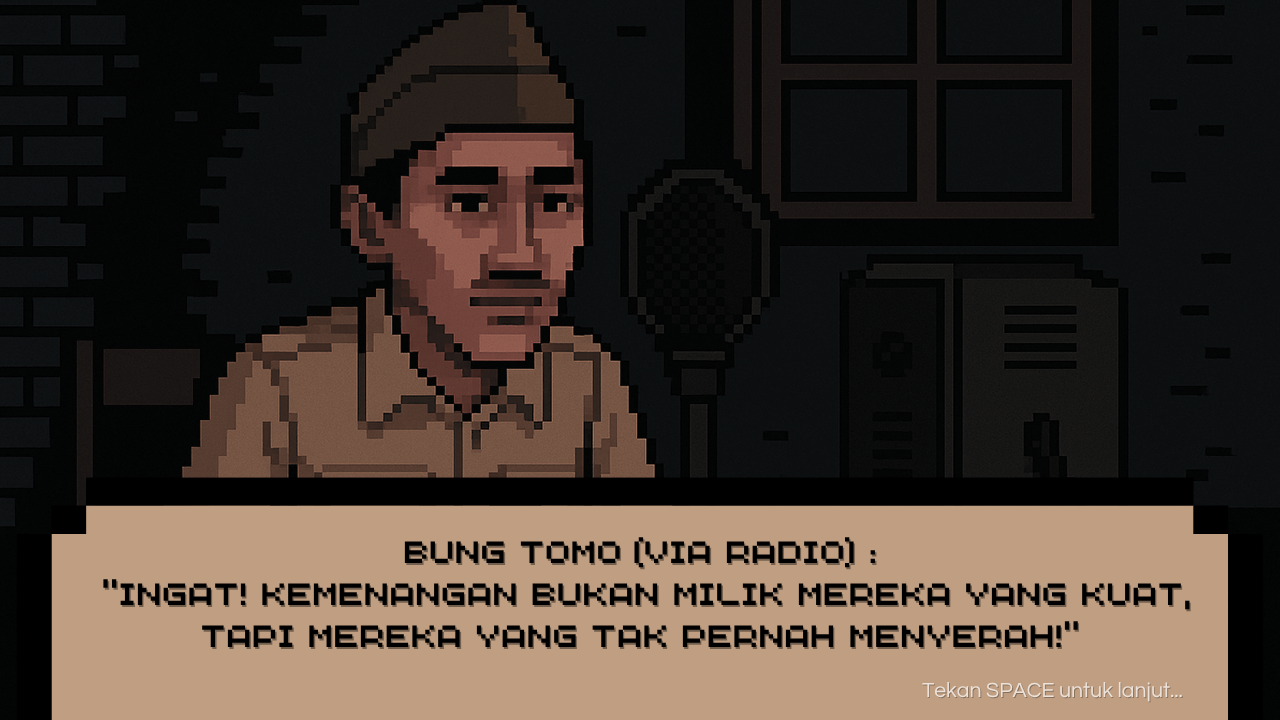 BUNG TOMO (VIA RADIO) :
"INGAT! KEMENANGAN BUKAN MILIK MEREKA YANG KUAT,
TAPI MEREKA YANG TAK PERNAH MENYERAH!"
Tekan SPACE untuk lanjut...